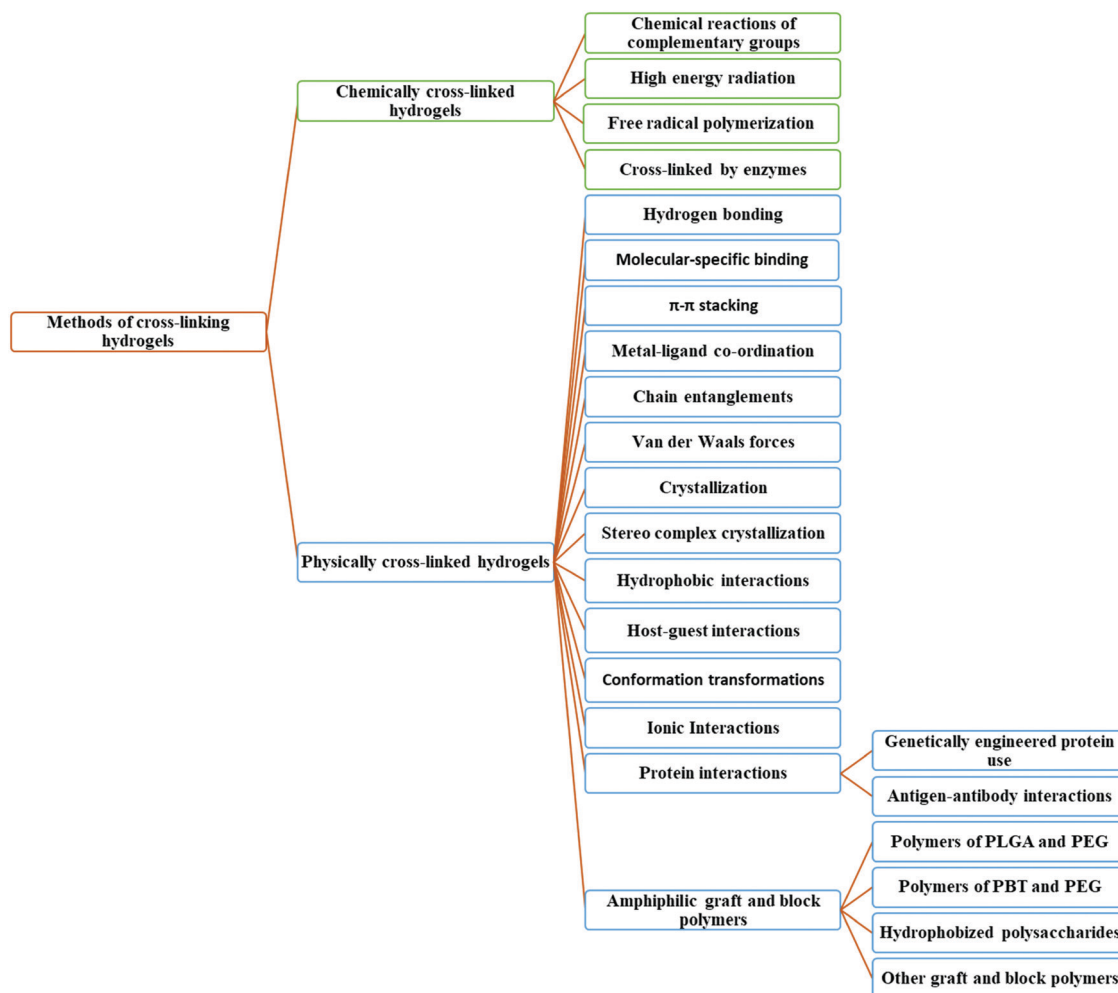 Methods of cross-linking
hydrogels
Chemically cross-linked
hydrogels
Chemical reactions of
complementary groups
High energy radiation
Free radical polymerization
Cross-linked by enzymes
Physically cross-linked hydrogels
Hydrogen bonding
Molecular-specific binding
π-π stacking
Metal-ligand co-ordination
Chain entanglements
Van der Waals forces
Crystallization
Stereo complex crystallization
Hydrophobic interactions
Host-guest interactions
Conformation transformations
Ionic Interactions
Protein interactions
Genetically engineered protein
use
Antigen-antibody interactions
Amphiphilic graft and block
polymers
Polymers of PLGA and PEG
Polymers of PBT and PEG
Hydrophobized polysaccharides
Other graft and block polymers